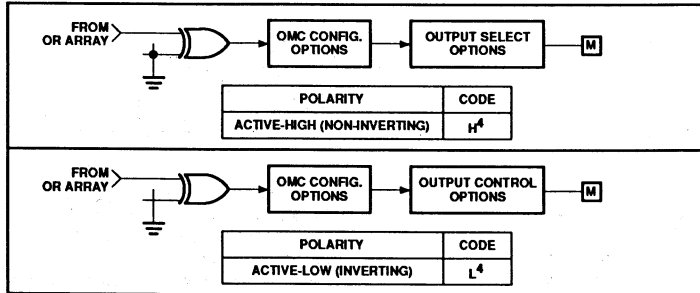 FROM
OR ARRAY
OMC CONFIG.
OPTIONS
OUTPUT SELECT
OPTIONS
M
POLARITY CODE
ACTIVE-HIGH (NON-INVERTING) H4
FROM
OR ARRAY
OMC CONFIG.
OPTIONS
OUTPUT CONTROL
OPTIONS
M
POLARITY CODE
ACTIVE-LOW (INVERTING) L4